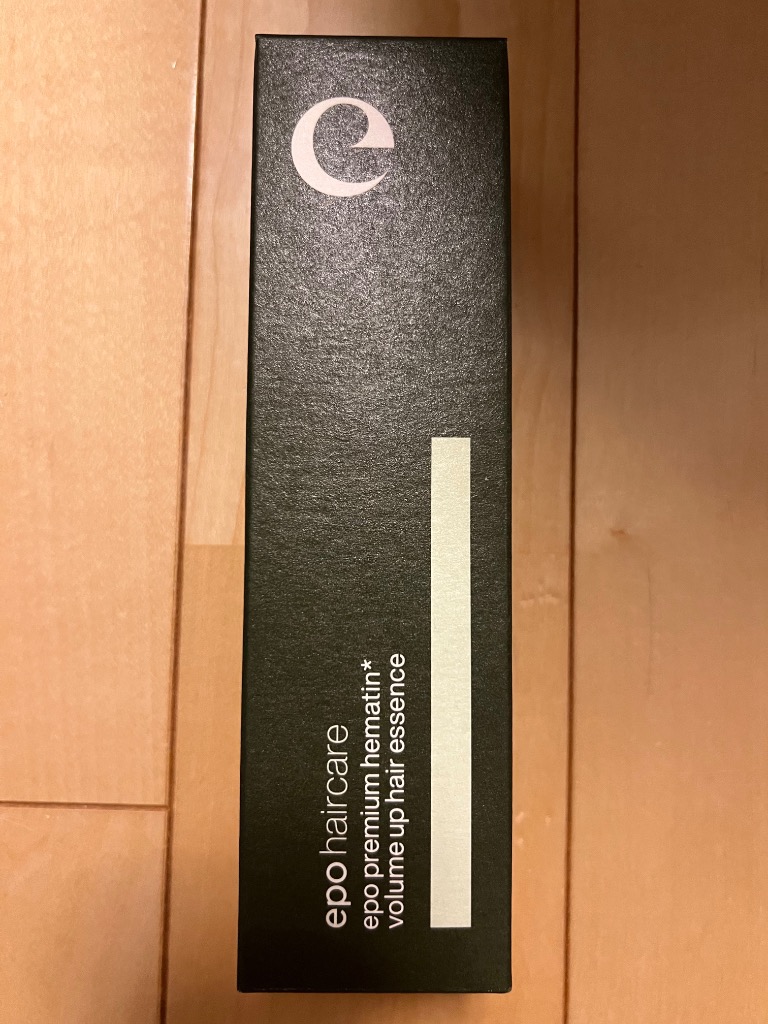 e
epo haircare
epo premium hematin*
volume up hair essence